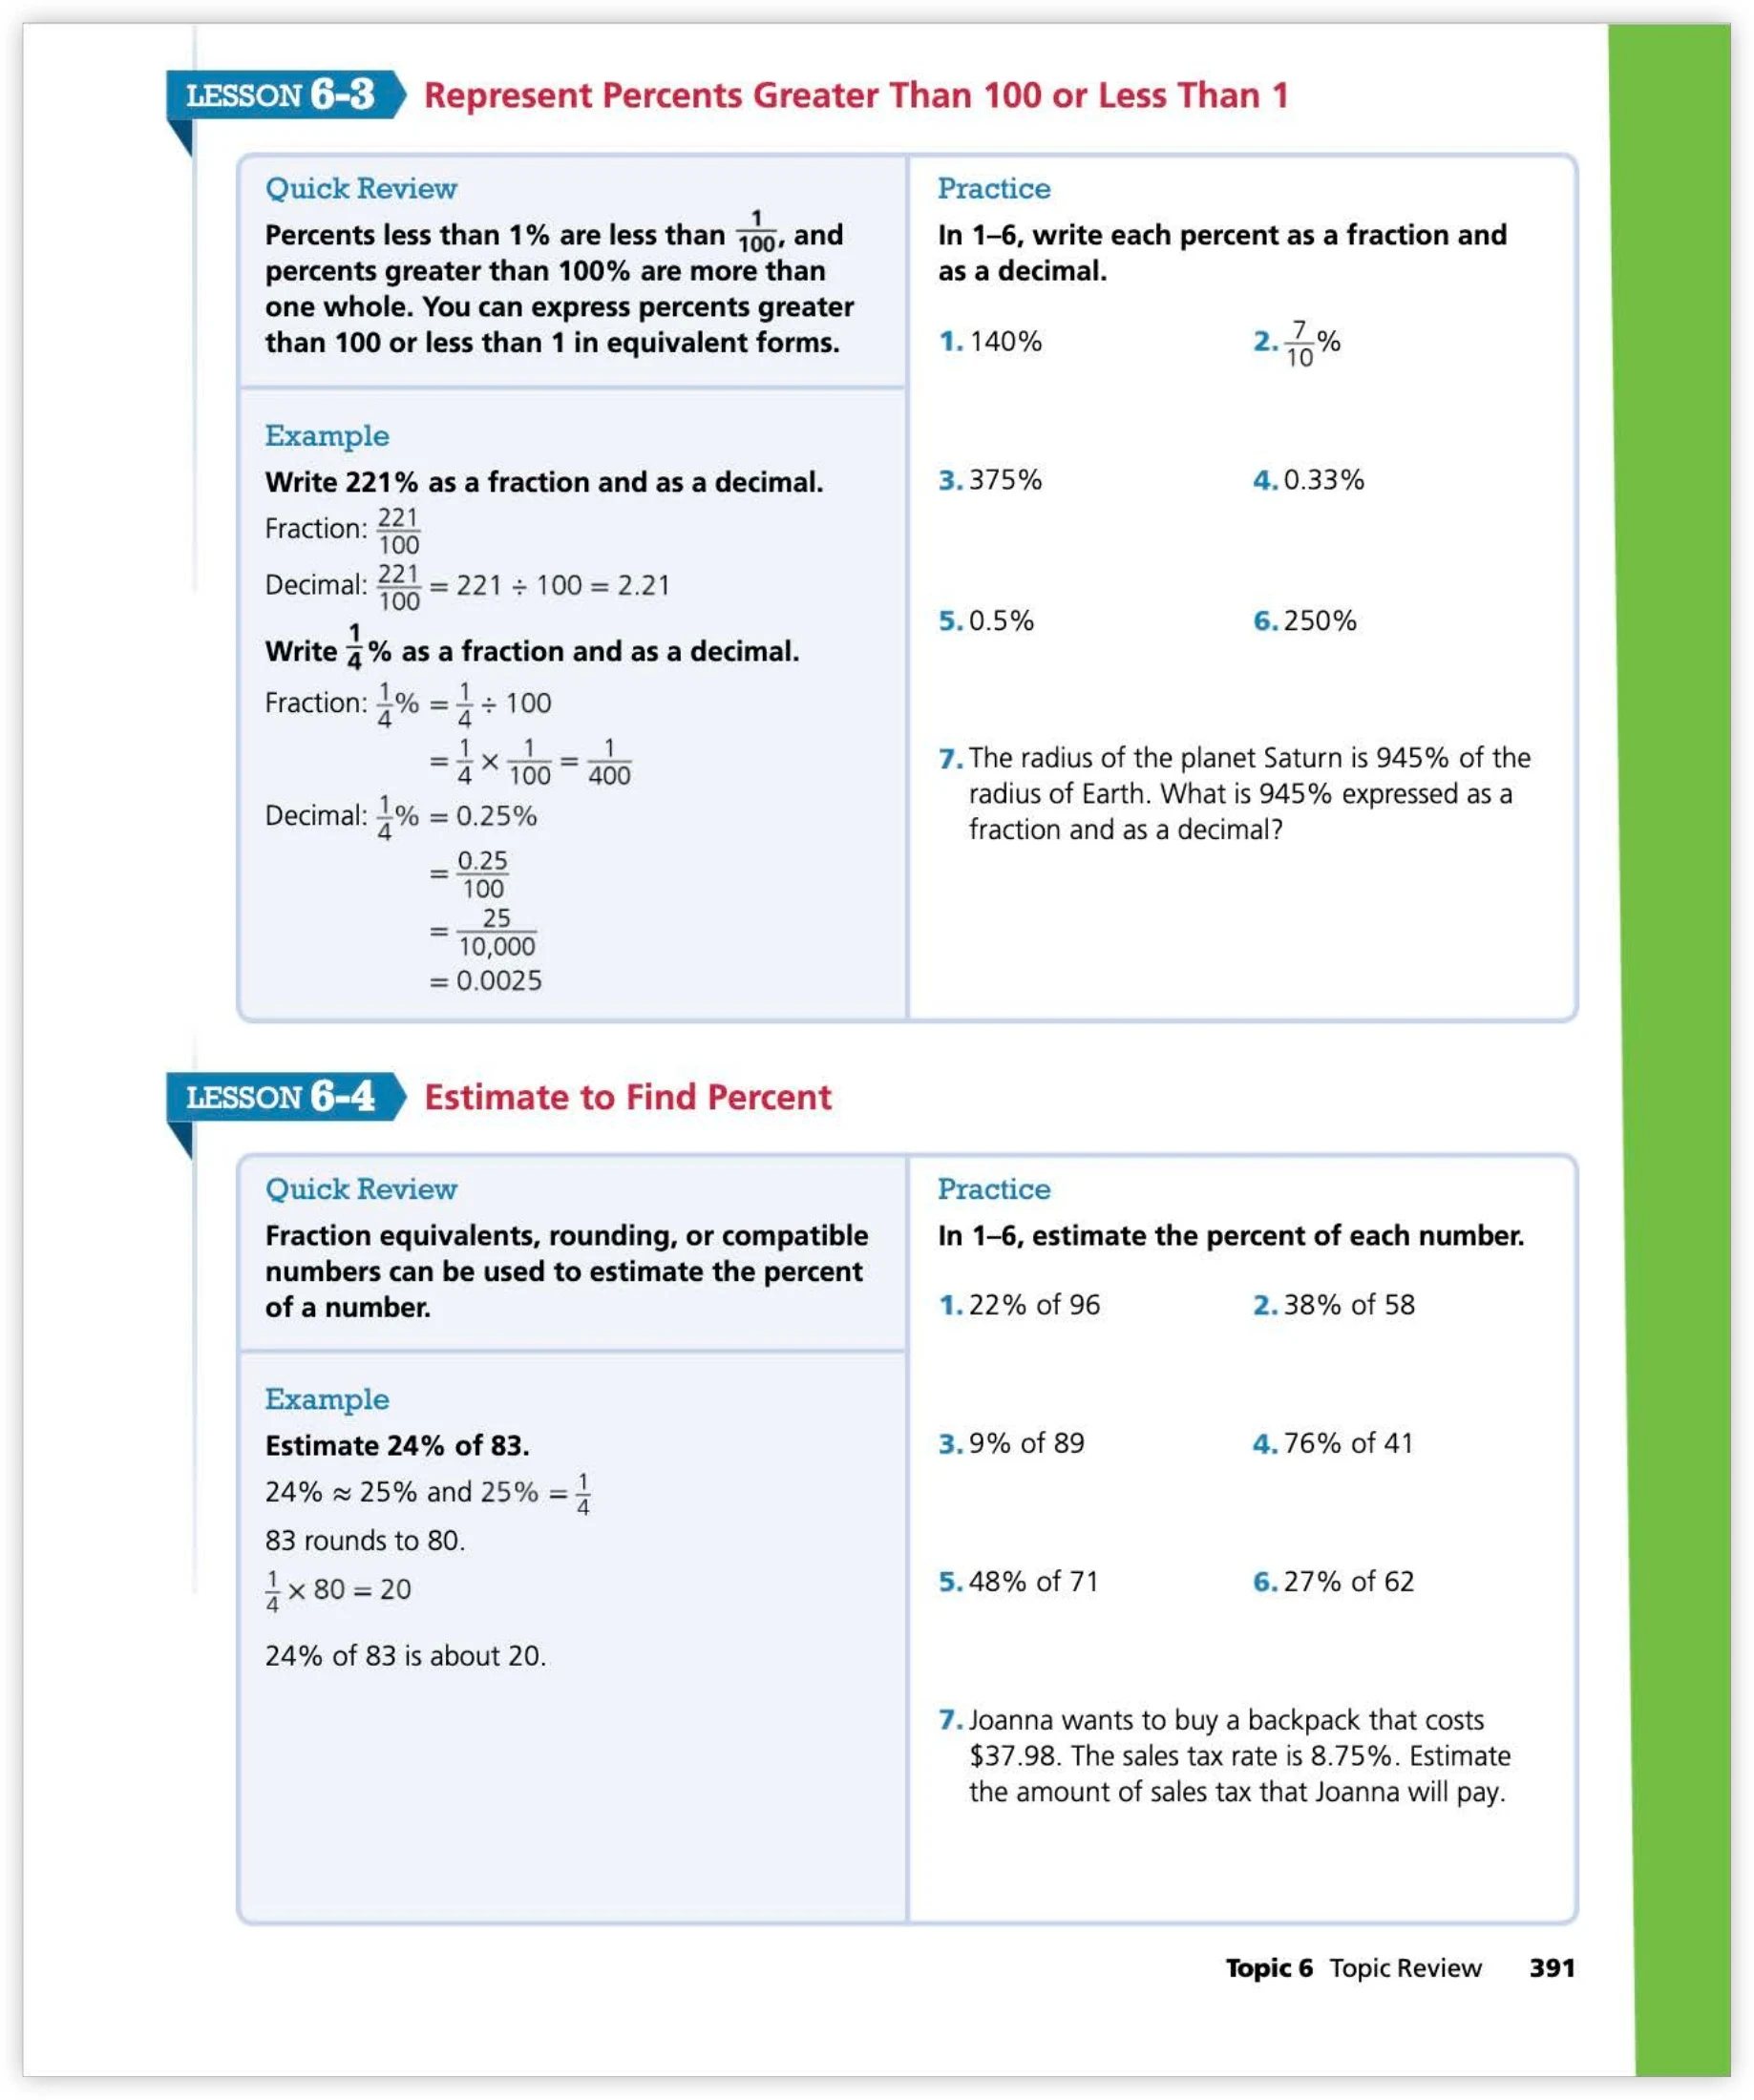 LESSON 6-3 Represent Percents Greater Than 100 or Less Than 1
Quick Review
Percents less than 1% are less than 1/100, and
percents greater than 100% are more than
one whole. You can express percents greater
than 100 or less than 1 in equivalent forms.
Example
Write 221% as a fraction and as a decimal.
Fraction: 221/100
Decimal: 221/100 = 221 ÷ 100 = 2.21
Write 1/4% as a fraction and as a decimal.
Fraction: 1/4% = 1/4 ÷ 100
= 1/4 × 1/100 = 1/400
Decimal: 1/4% = 0.25%
= 0.25/100
= 25/10,000
= 0.0025
Practice
In 1–6, write each percent as a fraction and
as a decimal.
1. 140% 2. 7/10%
3. 375% 4. 0.33%
5. 0.5% 6. 250%
7. The radius of the planet Saturn is 945% of the
radius of Earth. What is 945% expressed as a
fraction and as a decimal?
LESSON 6-4 Estimate to Find Percent
Quick Review
Fraction equivalents, rounding, or compatible
numbers can be used to estimate the percent
of a number.
Example
Estimate 24% of 83.
24% ≈ 25% and 25% = 1/4
83 rounds to 80.
1/4 × 80 = 20
24% of 83 is about 20.
Practice
In 1–6, estimate the percent of each number.
1. 22% of 96 2. 38% of 58
3. 9% of 89 4. 76% of 41
5. 48% of 71 6. 27% of 62
7. Joanna wants to buy a backpack that costs
$37.98. The sales tax rate is 8.75%. Estimate
the amount of sales tax that Joanna will pay.
Topic 6 Topic Review 391